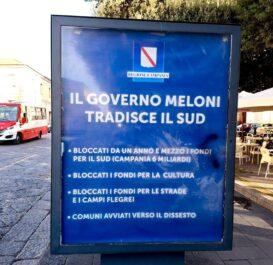 REGIONE CAMPANIA
IL GOVERNO MELONI
TRADISCE IL SUD
• BLOCCATI DA UN ANNO E MEZZO I FONDI
PER IL SUD (CAMPANIA 6 MILIARDI)
• BLOCCATI I FONDI PER LA CULTURA
• BLOCCATI I FONDI PER LE STRADE
E I CAMPI FLEGREI
• COMUNI AVVIATI VERSO IL DISSESTO